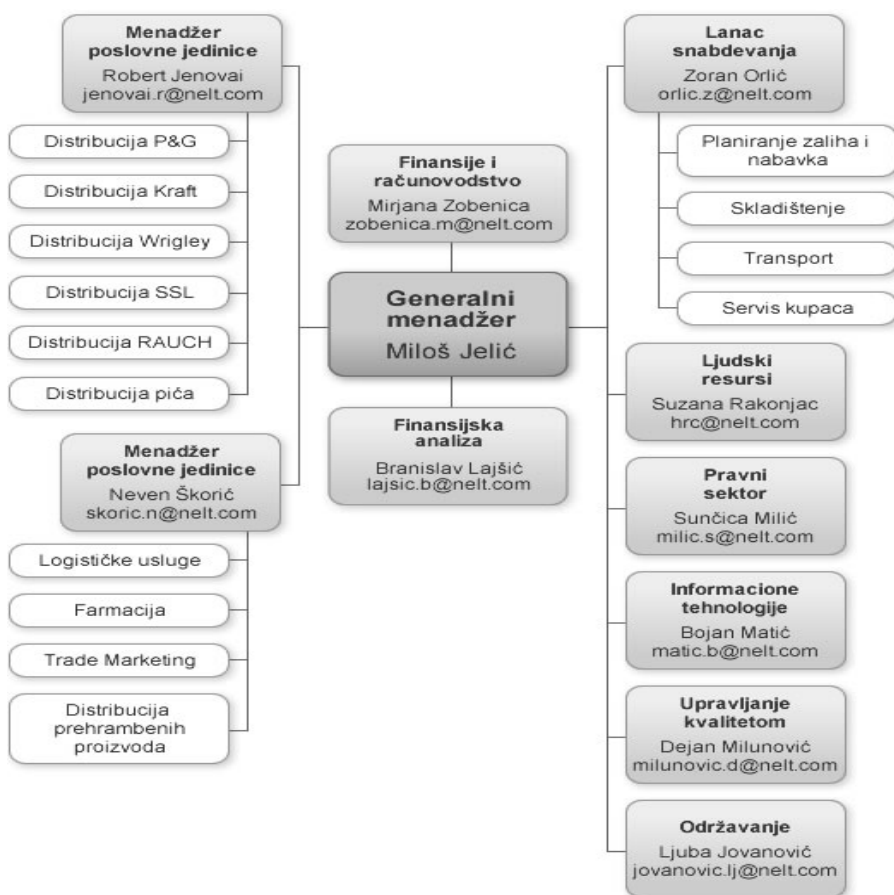 Menadžer
poslovne jedinice
Robert Jenovai
jenovai.r@nelt.com
Distribucija P&G
Distribucija Kraft
Distribucija Wrigley
Distribucija SSL
Distribucija RAUCH
Distribucija pića
Menadžer
poslovne jedinice
Neven Škorić
skoric.n@nelt.com
Logističke usluge
Farmacija
Trade Marketing
Distribucija
prehrambenih
proizvoda
Finansije i
računovodstvo
Mirjana Zobenica
zobenica.m@nelt.com
Generalni
menadžer
Miloš Jelić
Finansijska
analiza
Branislav Lajšić
lajsic.b@nelt.com
Lanac
snabdevanja
Zoran Orlić
orlic.z@nelt.com
Planiranje zaliha i
nabavka
Skladištenje
Transport
Servis kupaca
Ljudski
resursi
Suzana Rakonjac
hrc@nelt.com
Pravni
sektor
Sunčica Milić
milic.s@nelt.com
Informacione
tehnologije
Bojan Matić
matic.b@nelt.com
Upravljanje
kvalitetom
Dejan Milunović
milunovic.d@nelt.com
Održavanje
Ljuba Jovanović
jovanovic.lj@nelt.com